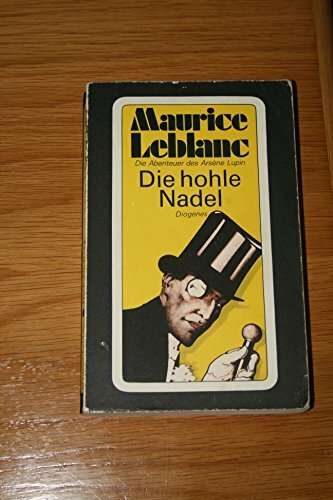 Maurice
Leblanc
Die Abenteuer des Arsène Lupin
Die hohle
Nadel
Diogenes